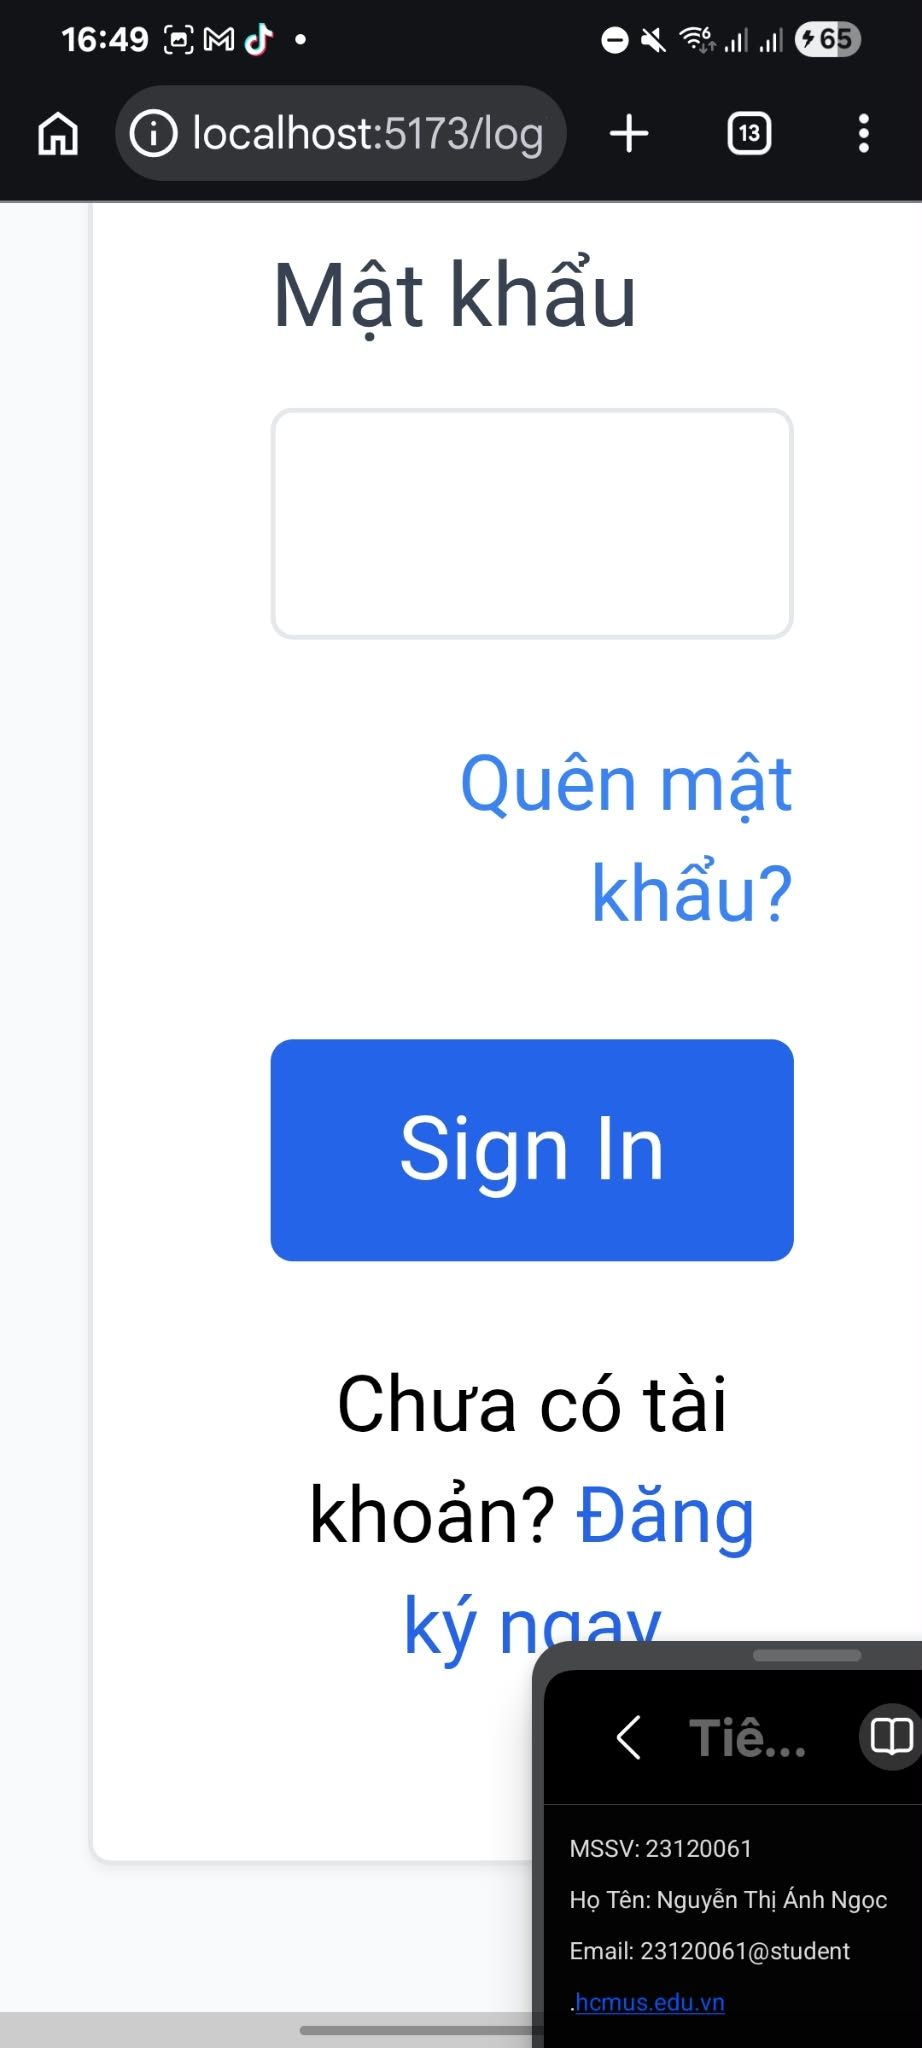 16:49
65
localhost:5173/log
13
Mật khẩu
Quên mật
khẩu?
Sign In
Chưa có tài
khoản? Đăng
ký ngay
Tiê...
MSSV: 23120061
Họ Tên: Nguyễn Thị Ánh Ngọc
Email: 23120061@student
.hcmus.edu.vn